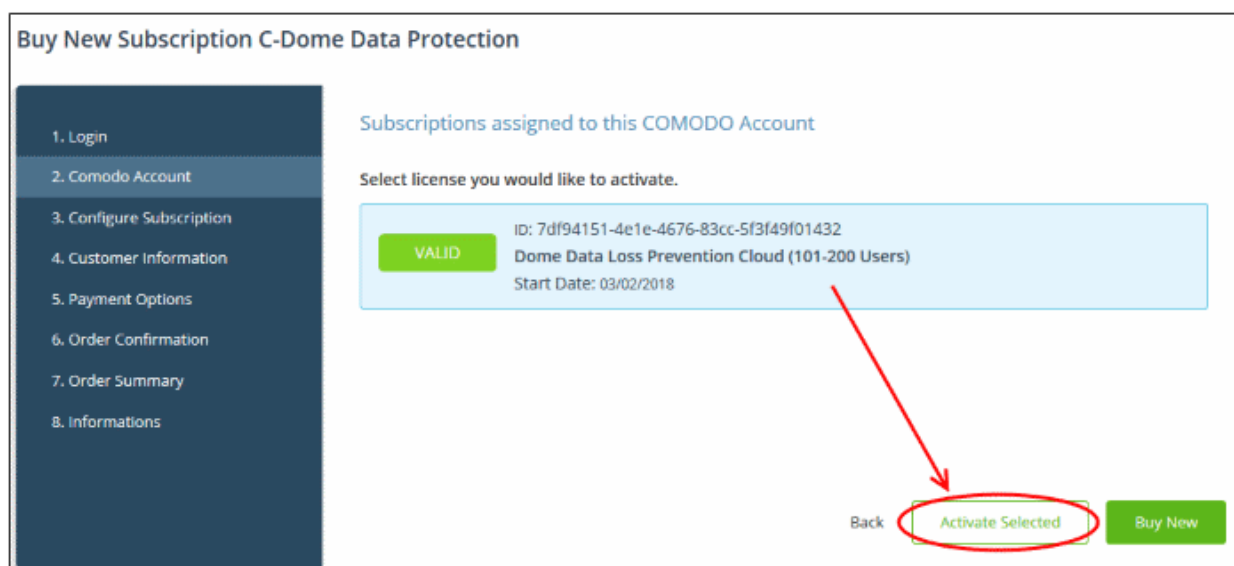 Buy New Subscription C-Dome Data Protection
1. Login
2. Comodo Account
3. Configure Subscription
4. Customer Information
5. Payment Options
6. Order Confirmation
7. Order Summary
8. Informations
Subscriptions assigned to this COMODO Account
Select license you would like to activate.
VALID
ID: 7df94151-4e1e-4676-83cc-5f3f49f01432
Dome Data Loss Prevention Cloud (101-200 Users)
Start Date: 03/02/2018
Back
Activate Selected
Buy New